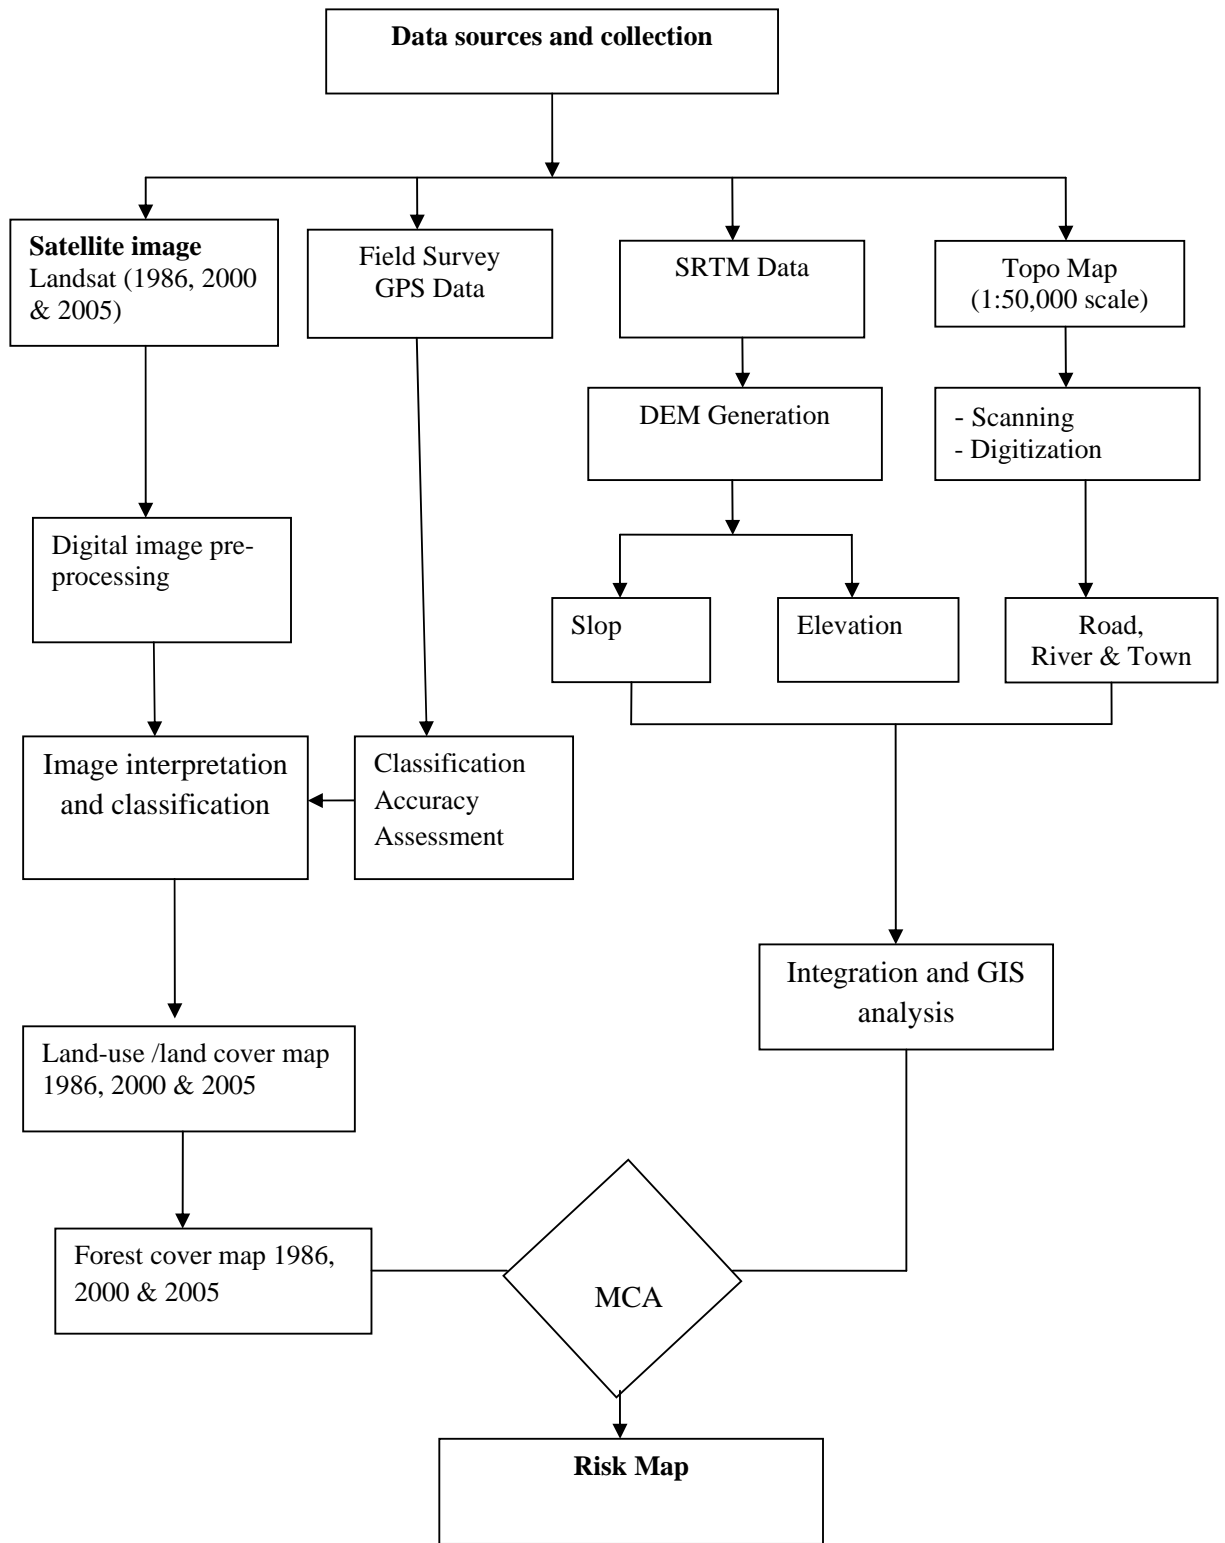 Data sources and collection
Satellite image
Landsat (1986, 2000
& 2005)
Field Survey
GPS Data
SRTM Data
Topo Map
(1:50,000 scale)
DEM Generation
- Scanning
- Digitization
Digital image pre-
processing
Slop
Elevation
Road,
River & Town
Image interpretation
and classification
Classification
Accuracy
Assessment
Integration and GIS
analysis
Land-use /land cover map
1986, 2000 & 2005
Forest cover map 1986,
2000 & 2005
MCA
Risk Map